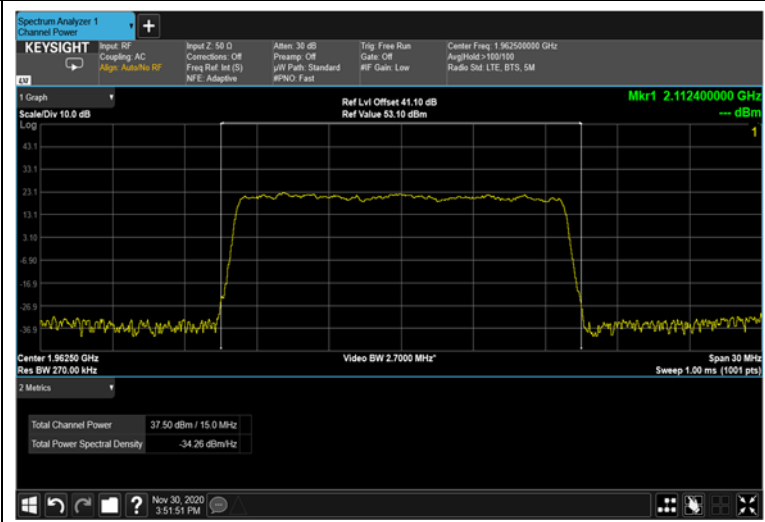 Spectrum Analyzer 1
Channel Power
KEYSIGHT
LXI
Input: RF
Coupling: AC
Align: Auto/No RF
Input Z: 50 Ω
Corrections: Off
Freq Ref: Int (S)
NFE: Adaptive
Atten: 30 dB
Preamp: Off
µW Path: Standard
#PNO: Fast
Trig: Free Run
Gate: Off
#IF Gain: Low
Center Freq: 1.962500000 GHz
Avg|Hold:>100/100
Radio Std: LTE, BTS, 5M
1 Graph
Scale/Div 10.0 dB
Log
Ref Lvl Offset 41.10 dB
Ref Value 53.10 dBm
Mkr1 2.112400000 GHz
--- dBm
1
43.1
33.1
23.1
13.1
3.10
-6.90
-16.9
-26.9
-36.9
Center 1.96250 GHz
Res BW 270.00 kHz
Video BW 2.7000 MHz*
Span 30 MHz
Sweep 1.00 ms (1001 pts)
2 Metrics
Total Channel Power 37.50 dBm / 15.0 MHz
Total Power Spectral Density -34.26 dBm/Hz
?
Nov 30, 2020
3:51:51 PM